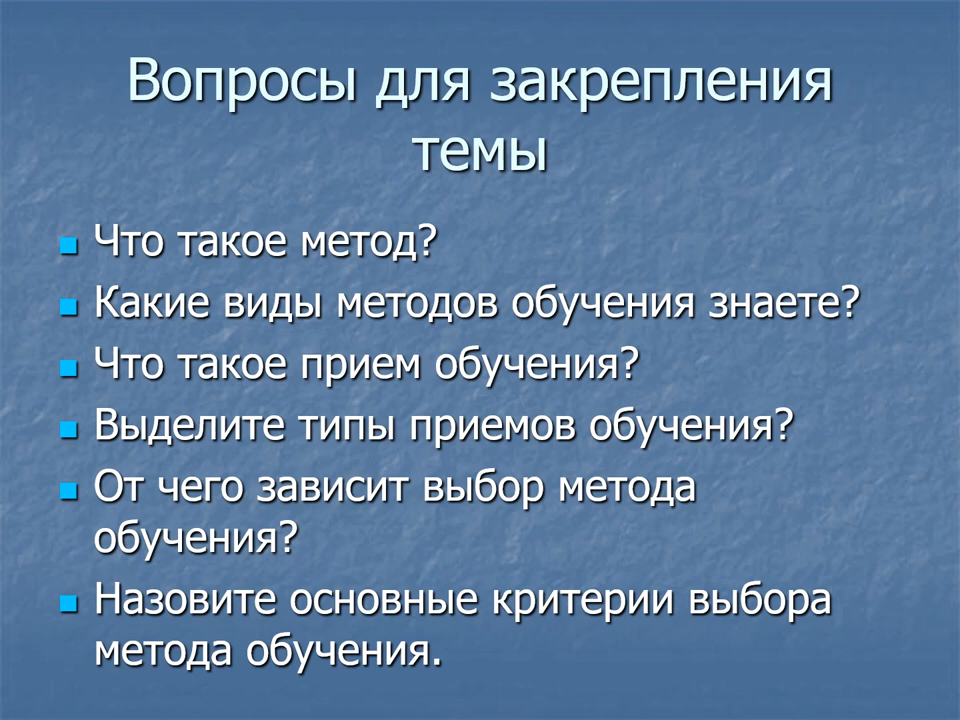 Вопросы для закрепления
темы
Что такое метод?
Какие виды методов обучения знаете?
Что такое прием обучения?
Выделите типы приемов обучения?
От чего зависит выбор метода
обучения?
Назовите основные критерии выбора
метода обучения.